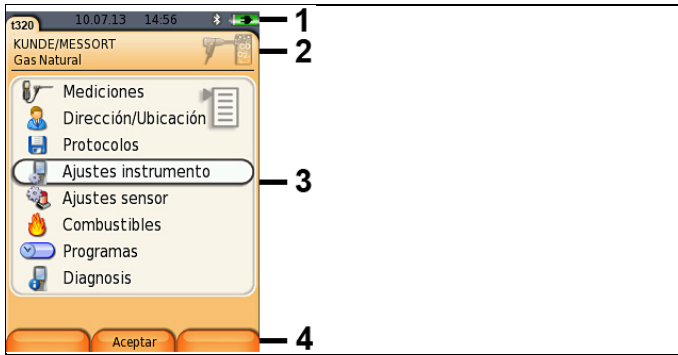 t320 10.07.13 14:56 1
KUNDE/MESSORT 2
Gas Natural
Mediciones
Dirección/Ubicación
Protocolos
Ajustes instrumento 3
Ajustes sensor
Combustibles
Programas
Diagnosis
Aceptar 4